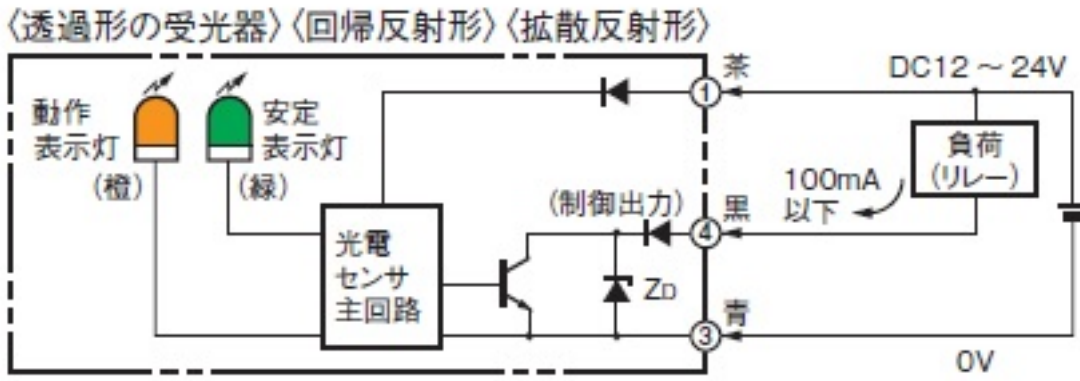 〈透過形の受光器〉〈回帰反射形〉〈拡散反射形〉
動作
表示灯
(橙)
安定
表示灯
(緑)
光電
センサ
主回路
(制御出力)
ZD
1
茶
4
黒
3
青
100mA
以下
DC12~24V
負荷
(リレー)
0V